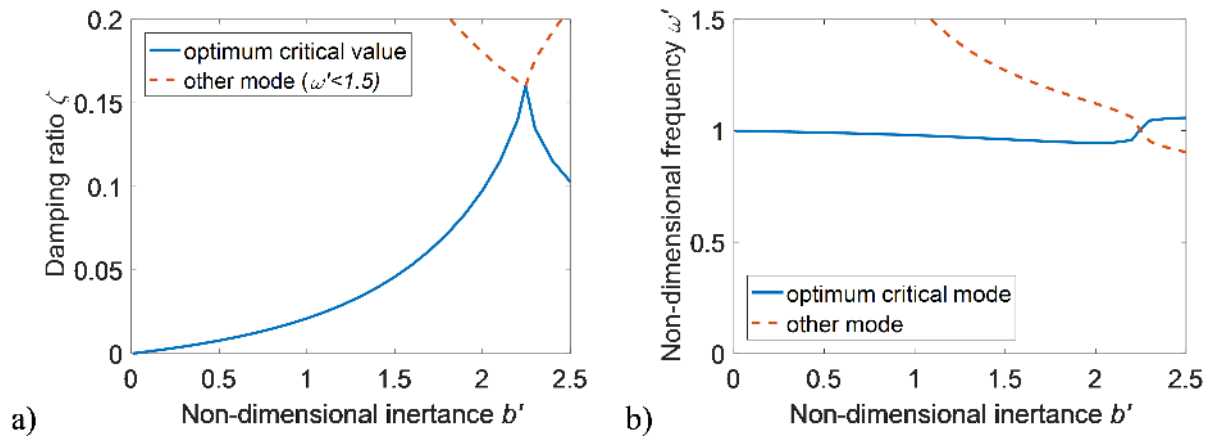 0.2
0.15
0.1
0.05
0
Damping ratio ζ
optimum critical value
other mode (ω'<1.5)
0 0.5 1 1.5 2 2.5
Non-dimensional inertance b'
a)
1.5
1
0.5
0
Non-dimensional frequency ω'
optimum critical mode
other mode
0 0.5 1 1.5 2 2.5
Non-dimensional inertance b'
b)